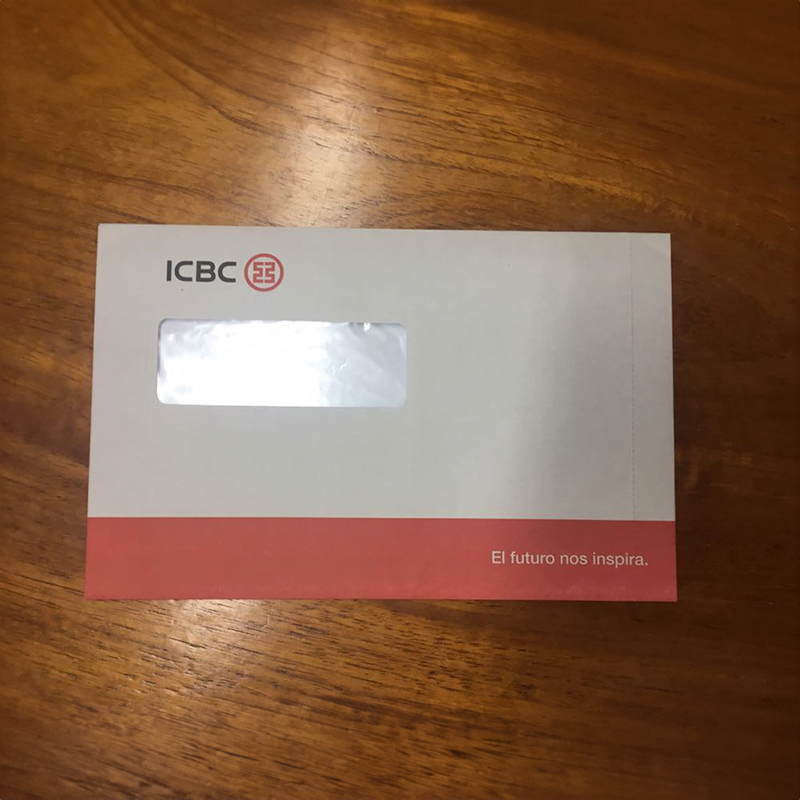 ICBC
El futuro nos inspira.